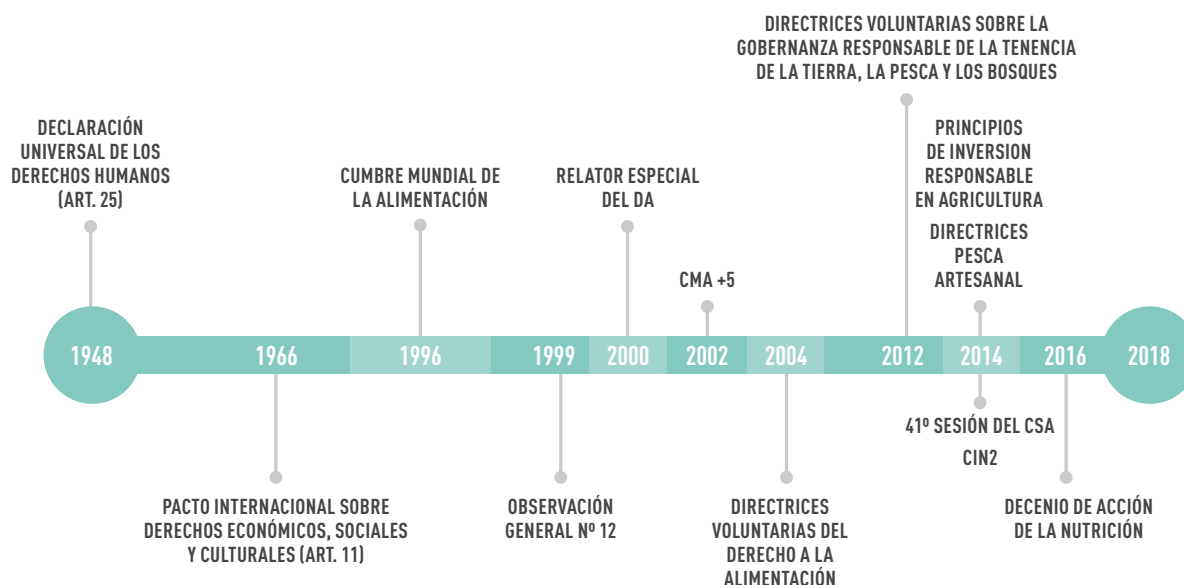 DIRECTRICES VOLUNTARIAS SOBRE LA
GOBERNANZA RESPONSABLE DE LA TENENCIA
DE LA TIERRA, LA PESCA Y LOS BOSQUES
DECLARACIÓN
UNIVERSAL DE LOS
DERECHOS HUMANOS
(ART. 25)
CUMBRE MUNDIAL DE
LA ALIMENTACIÓN
RELATOR ESPECIAL
DEL DA
CMA +5
PRINCIPIOS
DE INVERSION
RESPONSABLE
EN AGRICULTURA
DIRECTRICES
PESCA
ARTESANAL
1948
1966
1996
1999
2000
2002
2004
2012
2014
2016
2018
PACTO INTERNACIONAL SOBRE
DERECHOS ECONÓMICOS, SOCIALES
Y CULTURALES (ART. 11)
OBSERVACIÓN
GENERAL Nº 12
DIRECTRICES
VOLUNTARIAS DEL
DERECHO A LA
ALIMENTACIÓN
41º SESIÓN DEL CSA
CIN2
DECENIO DE ACCIÓN
DE LA NUTRICIÓN